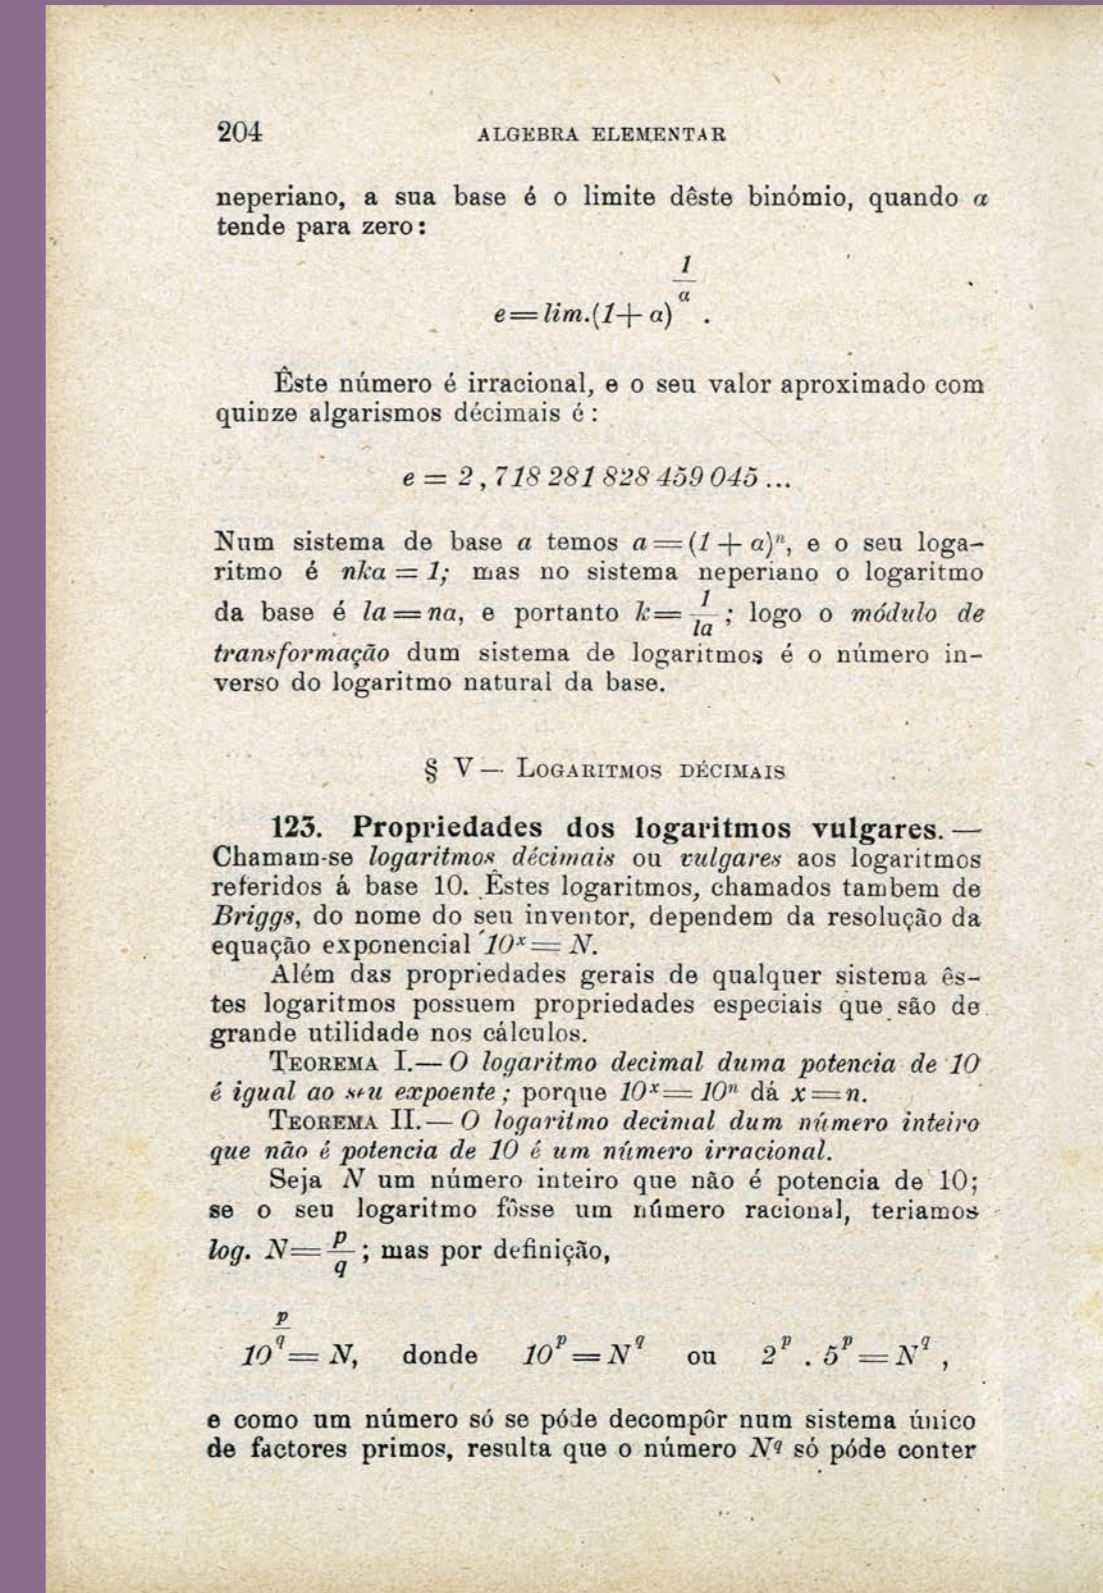 204 ALGEBRA ELEMENTAR
neperiano, a sua base é o limite dêste binómio, quando α
tende para zero:
e = lim.(1 + α)^{1/α} .
Êste número é irracional, e o seu valor aproximado com
quinze algarismos décimais é :
e = 2 , 718 281 828 459 045 ...
Num sistema de base a temos a = (1 + α)ⁿ, e o seu loga-
ritmo é nkα = 1; mas no sistema neperiano o logaritmo
da base é la = nα, e portanto k = 1/la ; logo o módulo de
transformação dum sistema de logaritmos é o número in-
verso do logaritmo natural da base.
§ V — LOGARITMOS DÉCIMAIS
123. Propriedades dos logaritmos vulgares. —
Chamam-se logaritmos décimais ou vulgares aos logaritmos
referidos á base 10. Êstes logaritmos, chamados tambem de
Briggs, do nome do seu inventor, dependem da resolução da
equação exponencial 10ˣ = N.
Além das propriedades gerais de qualquer sistema ês-
tes logaritmos possuem propriedades especiais que são de
grande utilidade nos cálculos.
TEOREMA I. — O logaritmo decimal duma potencia de 10
é igual ao seu expoente ; porque 10ˣ = 10ⁿ dá x = n.
TEOREMA II. — O logaritmo decimal dum número inteiro
que não é potencia de 10 é um número irracional.
Seja N um número inteiro que não é potencia de 10;
se o seu logaritmo fôsse um número racional, teriamos
log. N = p/q ; mas por definição,
10^{p/q} = N, donde 10^p = N^q ou 2^p . 5^p = N^q ,
e como um número só se póde decompôr num sistema único
de factores primos, resulta que o número N^q só póde conter